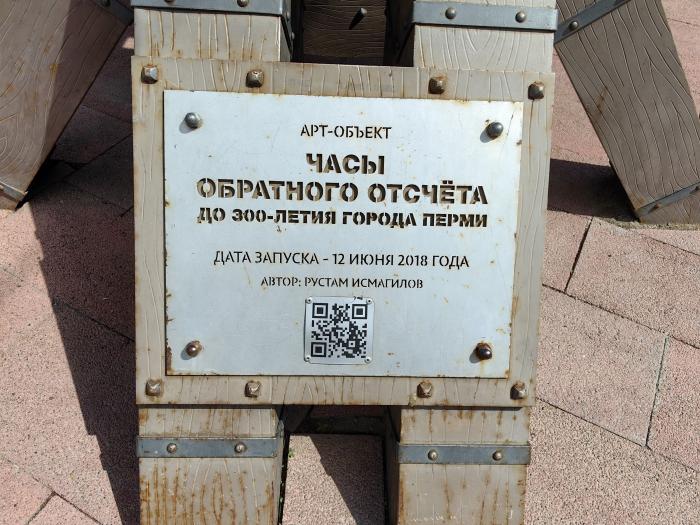 АРТ-ОБЪЕКТ
ЧАСЫ
ОБРАТНОГО ОТСЧЁТА
ДО 300-ЛЕТИЯ ГОРОДА ПЕРМИ
ДАТА ЗАПУСКА - 12 ИЮНЯ 2018 ГОДА
АВТОР: РУСТАМ ИСМАГИЛОВ